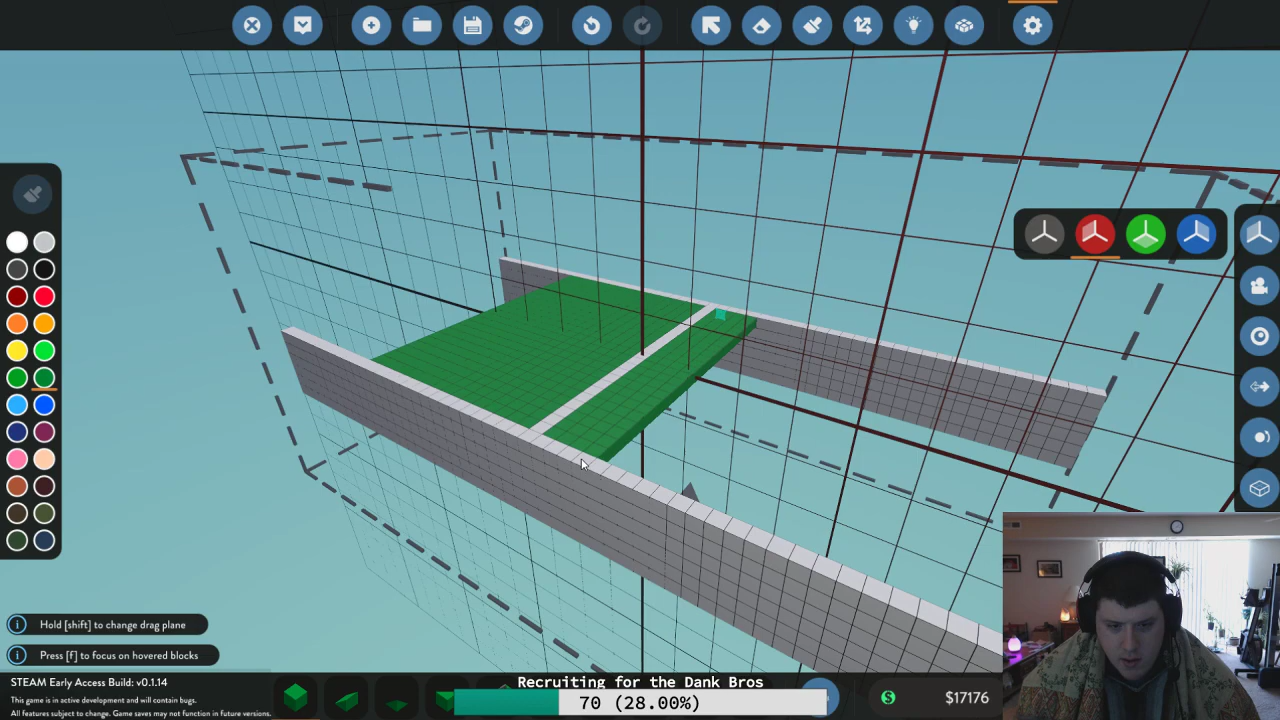 Hold [shift] to change drag plane
Press [f] to focus on hovered blocks
STEAM Early Access Build: v0.1.14
This game is in active development and will contain bugs.
All features subject to change. Game saves may not function in future versions.
Recruiting for the Dank Bros
70 (28.00%)
$17176